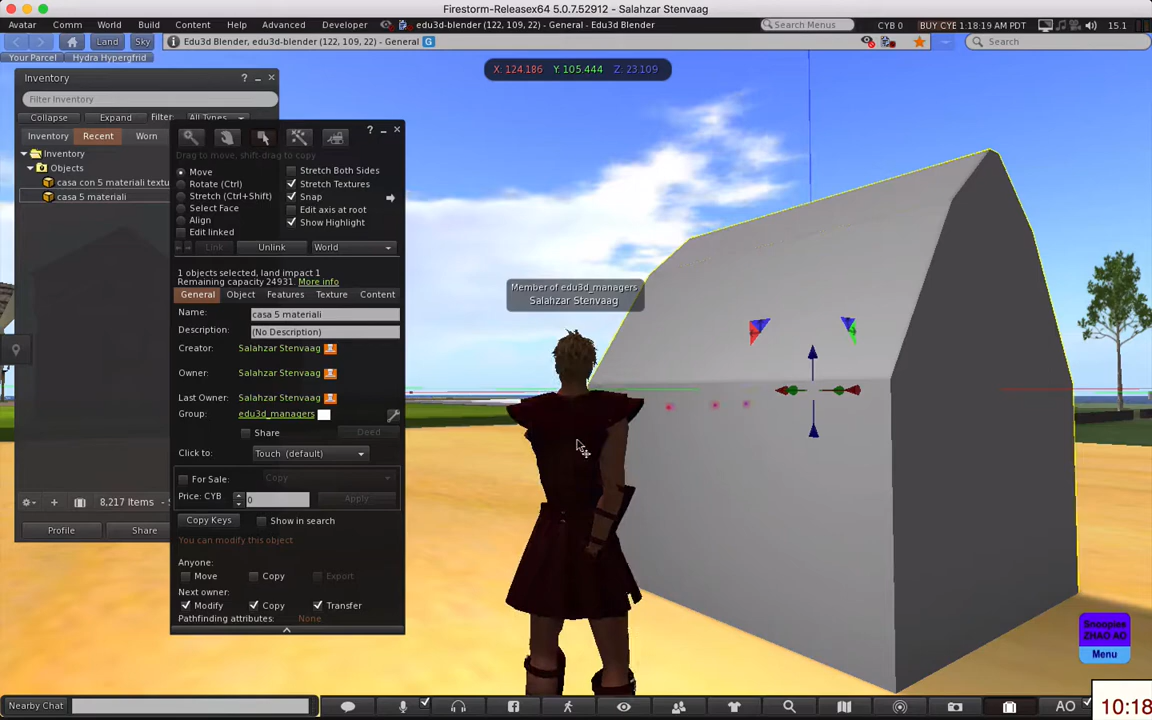 Firestorm-Releasex64 5.0.7.52912 - Salahzar Stenvaag
Avatar Comm World Build Content Help Advanced Developer edu3d-blender (122, 109, 22) - General - Edu3d Blender Search Menus CYB 0 BUY CYB 1:18:19 AM PDT 15.1
Land Sky Edu3d Blender, edu3d-blender (122, 109, 22) - General G Search
Your Parcel Hydra Hypergfrid
X: 124.186 Y: 105.444 Z: 23.109
Inventory ?
Filter Inventory
Collapse Expand Filter: All Types
Inventory Recent Worn
Inventory
Objects
casa con 5 materiali textu
casa 5 materiali
8,217 Items
Profile Share
?
Drag to move, shift-drag to copy
Move
Rotate (Ctrl)
Stretch (Ctrl+Shift)
Select Face
Align
Edit linked
Stretch Both Sides
Stretch Textures
Snap
Edit axis at root
Show Highlight
Link Unlink World
1 objects selected, land impact 1
Remaining capacity 24931. More info
General Object Features Texture Content
Name: casa 5 materiali
Description: (No Description)
Creator: Salahzar Stenvaag
Owner: Salahzar Stenvaag
Last Owner: Salahzar Stenvaag
Group: edu3d_managers
Share Deed
Click to: Touch (default)
For Sale: Copy
Price: CYB 0 Apply
Copy Keys Show in search
You can modify this object
Anyone:
Move Copy Export
Next owner:
Modify Copy Transfer
Pathfinding attributes: None
Member of edu3d_managers
Salahzar Stenvaag
Snoopies
ZHAO AO
Menu
Nearby Chat AO
10:18